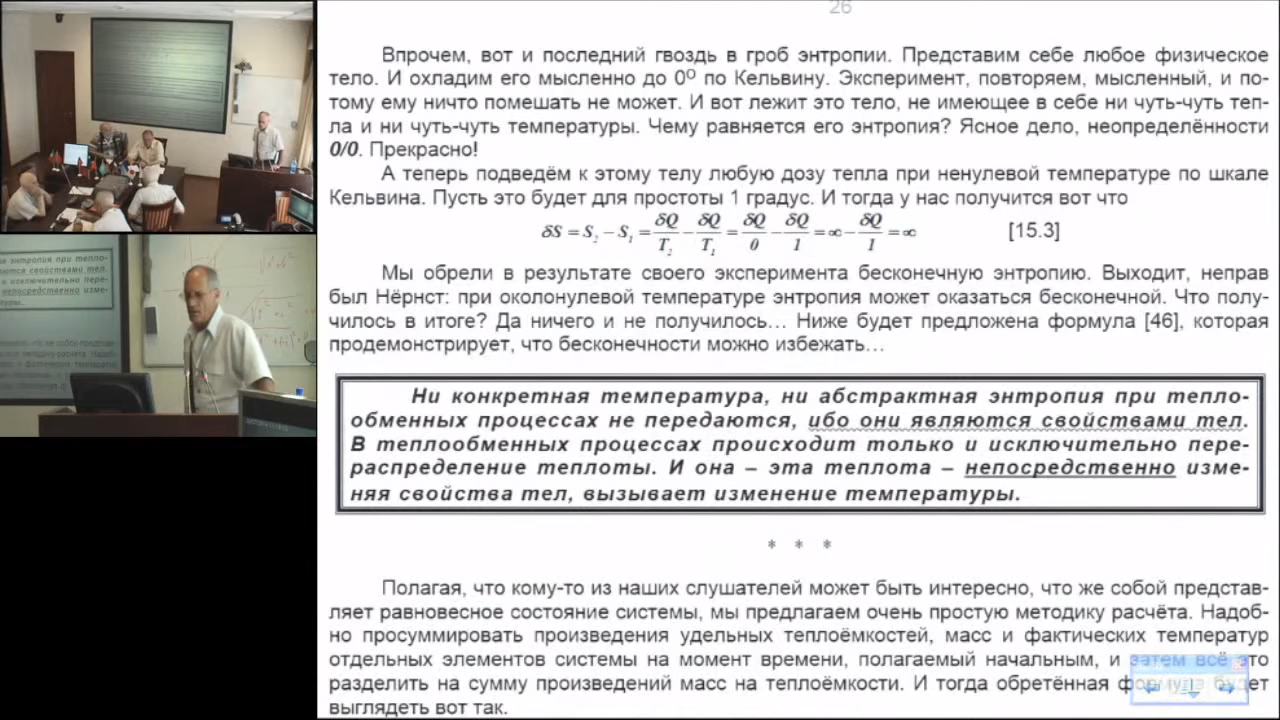 26
Впрочем, вот и последний гвоздь в гроб энтропии. Представим себе любое физическое
тело. И охладим его мысленно до 0⁰ по Кельвину. Эксперимент, повторяем, мысленный, и по-
тому ему ничто помешать не может. И вот лежит это тело, не имеющее в себе ни чуть-чуть теп-
ла и ни чуть-чуть температуры. Чему равняется его энтропия? Ясное дело, неопределённости
0/0. Прекрасно!
А теперь подведём к этому телу любую дозу тепла при ненулевой температуре по шкале
Кельвина. Пусть это будет для простоты 1 градус. И тогда у нас получится вот что
δS = S₂ − S₁ = δQ/T₂ − δQ/T₁ = δQ/0 − δQ/1 = ∞ − δQ/1 = ∞ [15.3]
Мы обрели в результате своего эксперимента бесконечную энтропию. Выходит, неправ
был Нёрнст: при околонулевой температуре энтропия может оказаться бесконечной. Что полу-
чилось в итоге? Да ничего и не получилось… Ниже будет предложена формула [46], которая
продемонстрирует, что бесконечности можно избежать…
Ни конкретная температура, ни абстрактная энтропия при тепло-
обменных процессах не передаются, ибо они являются свойствами тел.
В теплообменных процессах происходит только и исключительно пере-
распределение теплоты. И она – эта теплота – непосредственно изме-
няя свойства тел, вызывает изменение температуры.
* * *
Полагая, что кому-то из наших слушателей может быть интересно, что же собой представ-
ляет равновесное состояние системы, мы предлагаем очень простую методику расчёта. Надоб-
но просуммировать произведения удельных теплоёмкостей, масс и фактических температур
отдельных элементов системы на момент времени, полагаемый начальным, и затем всё это
разделить на сумму произведений масс на теплоёмкости. И тогда обретённая формула будет
выглядеть вот так.